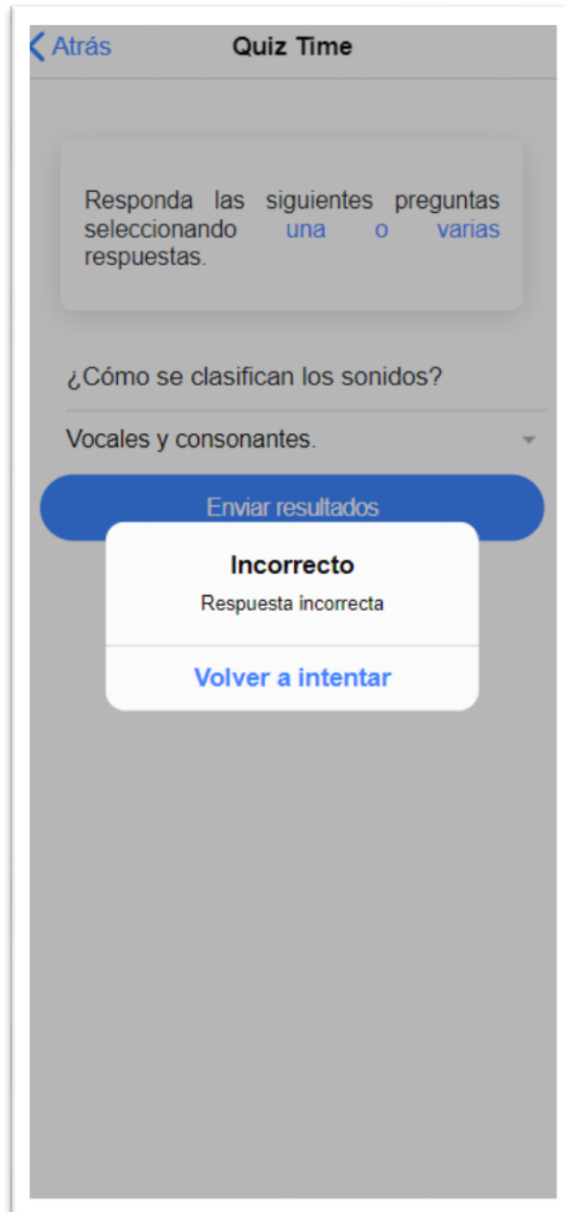 Atrás
Quiz Time
Responda las siguientes preguntas
seleccionando una o varias
respuestas.
¿Cómo se clasifican los sonidos?
Vocales y consonantes.
Enviar resultados
Incorrecto
Respuesta incorrecta
Volver a intentar